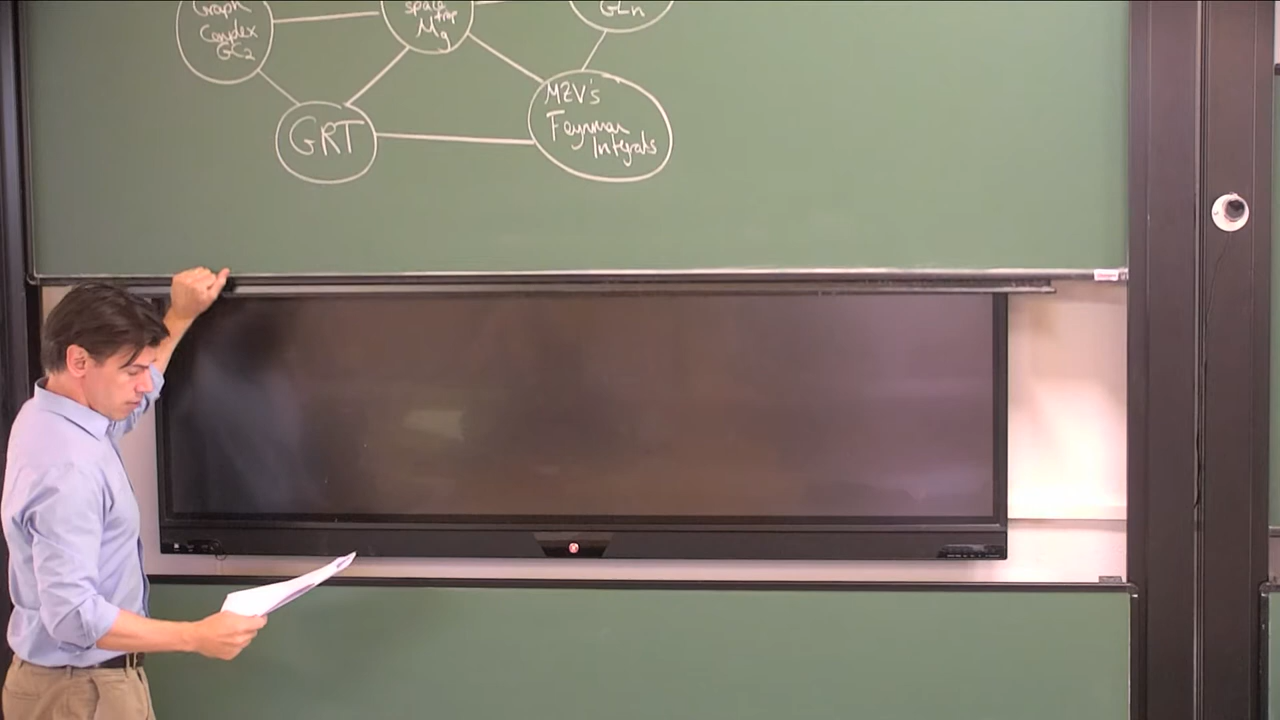 Graph
Complex
GC₂
space
trop
Mg
GLn
GRT
MZV's
Feynman
Integrals